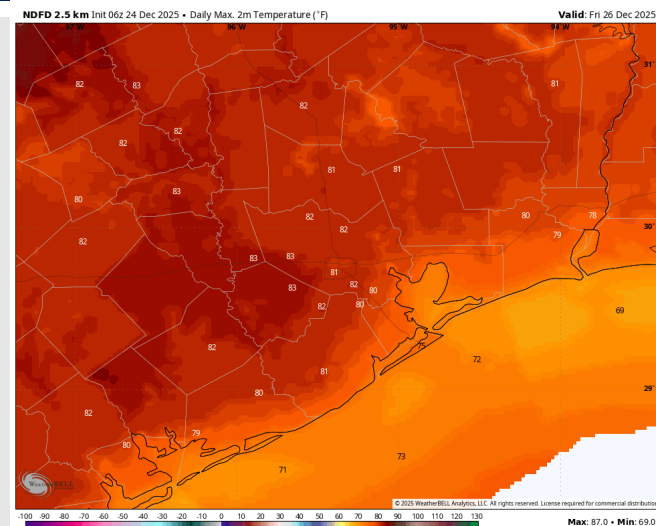 NDFD 2.5 km Init 06z 24 Dec 2025 • Daily Max. 2m Temperature (°F) Valid: Fri 26 Dec 2025
97°W 96°W 95°W 94°W
31°
82 83 81
82
82 82
83 81 81
80
82 80 78
82 79 30°
83 83
81
83 82 80
82 80
69
75
82 72
81
80 29°
82
79
80
73
71
WeatherBELL
© 2025 WeatherBELL Analytics, LLC. All rights reserved. License required for commercial distribution
-100 -90 -80 -70 -60 -50 -40 -30 -20 -10 0 10 20 30 40 50 60 70 80 90 100 110 120 130
Max: 87.0 • Min: 69.0